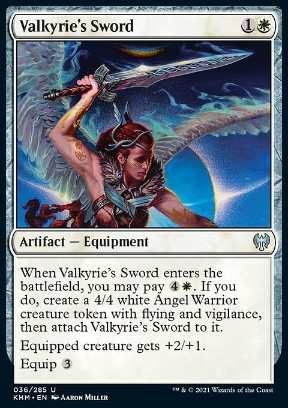 Valkyrie's Sword 1
Artifact — Equipment
When Valkyrie's Sword enters the
battlefield, you may pay 4. If you
do, create a 4/4 white Angel Warrior
creature token with flying and vigilance,
then attach Valkyrie's Sword to it.
Equipped creature gets +2/+1.
Equip 3
036/285 U
KHM • EN Aaron Miller
™ & © 2021 Wizards of the Coast